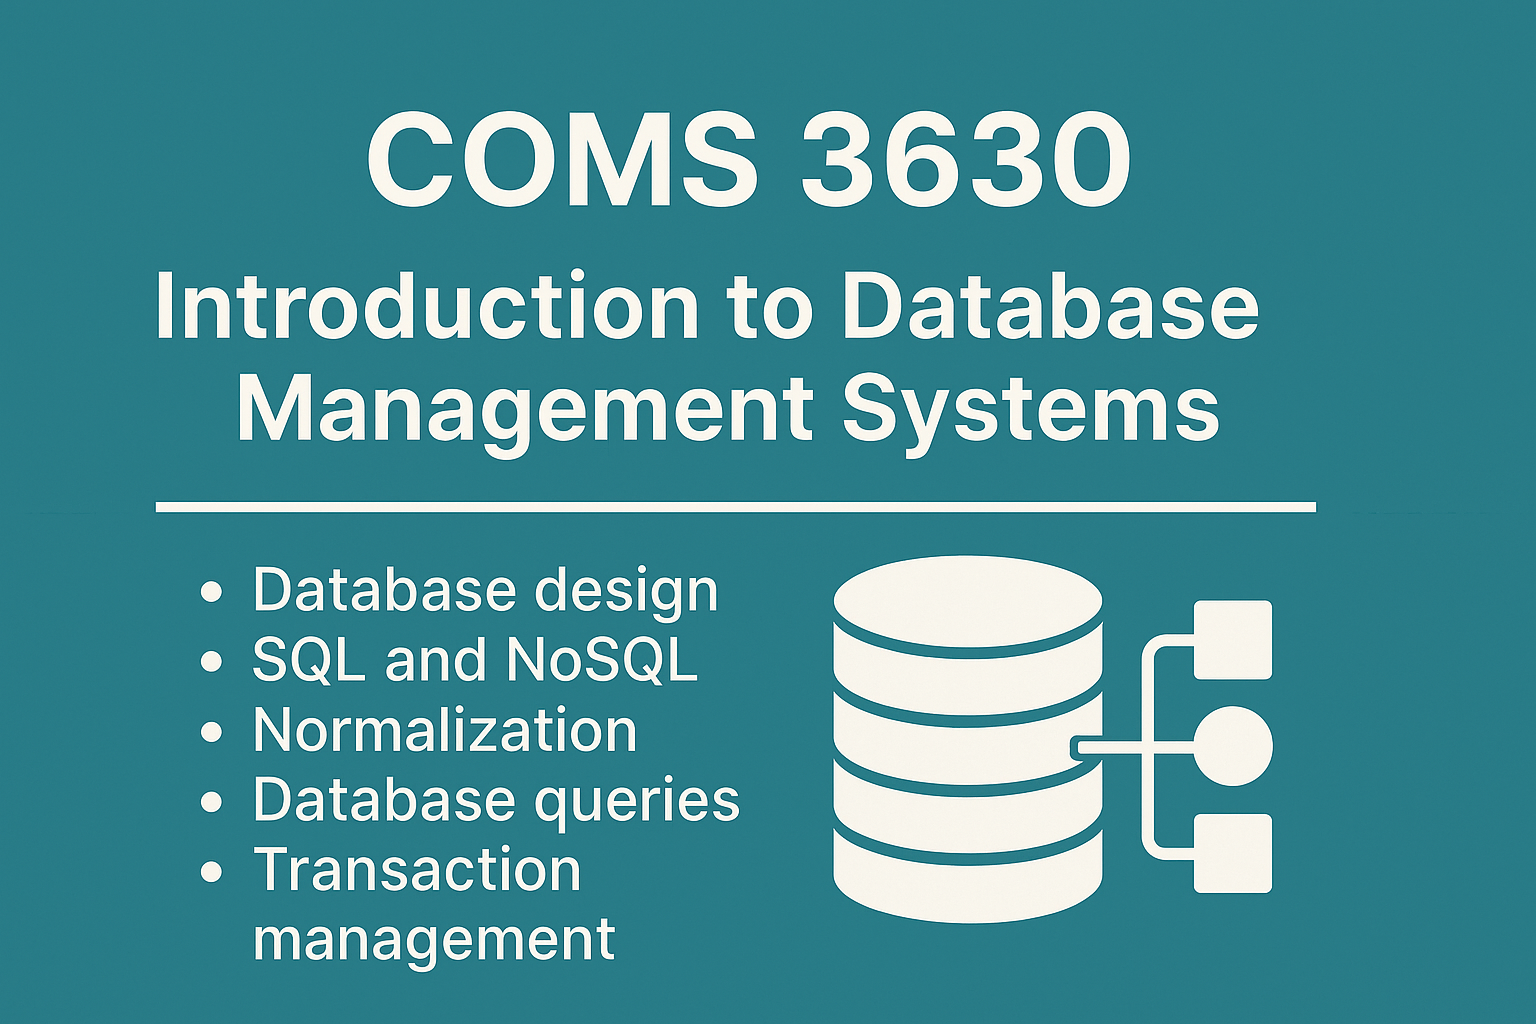 COMS 3630
Introduction to Database
Management Systems
• Database design
• SQL and NoSQL
• Normalization
• Database queries
• Transaction
management